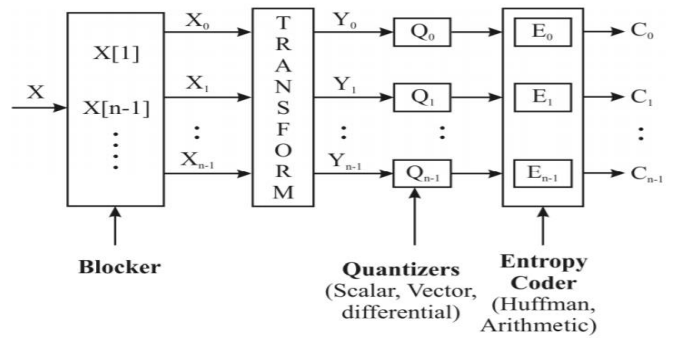 X
X[1]
X[n-1]
X₀
X₁
Xₙ₋₁
TRANSFORM
Y₀
Y₁
Yₙ₋₁
Q₀
Q₁
Qₙ₋₁
E₀
E₁
Eₙ₋₁
C₀
C₁
Cₙ₋₁
Blocker
Quantizers
(Scalar, Vector,
differential)
Entropy
Coder
(Huffman,
Arithmetic)